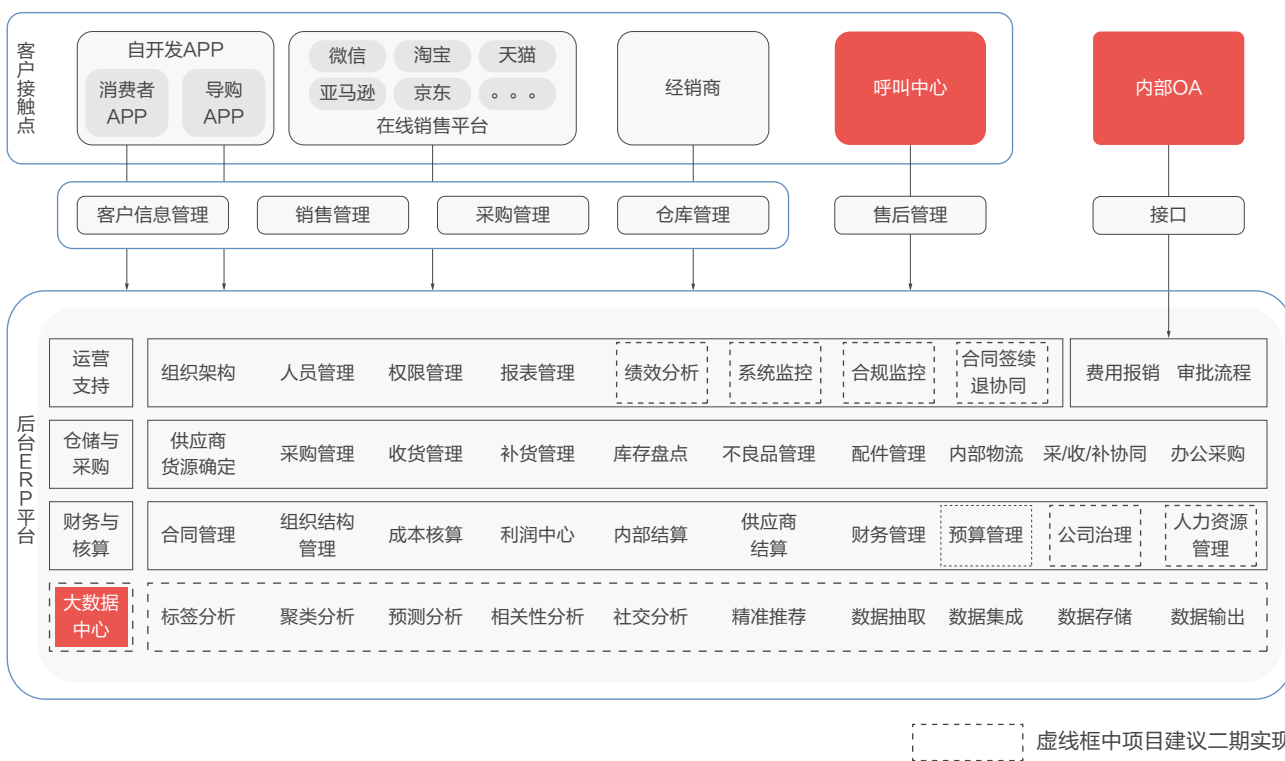 客户接触点
自开发APP
消费者
APP
导购
APP
微信
淘宝
天猫
亚马逊
京东
。。。
在线销售平台
经销商
呼叫中心
内部OA
客户信息管理
销售管理
采购管理
仓库管理
售后管理
接口
后台ERP平台
运营
支持
组织架构
人员管理
权限管理
报表管理
绩效分析
系统监控
合规监控
合同签续
退协同
费用报销
审批流程
仓储与
采购
供应商
货源确定
采购管理
收货管理
补货管理
库存盘点
不良品管理
配件管理
内部物流
采/收/补协同
办公采购
财务与
核算
合同管理
组织结构
管理
成本核算
利润中心
内部结算
供应商
结算
财务管理
预算管理
公司治理
人力资源
管理
大数据
中心
标签分析
聚类分析
预测分析
相关性分析
社交分析
精准推荐
数据抽取
数据集成
数据存储
数据输出
虚线框中项目建议二期实现